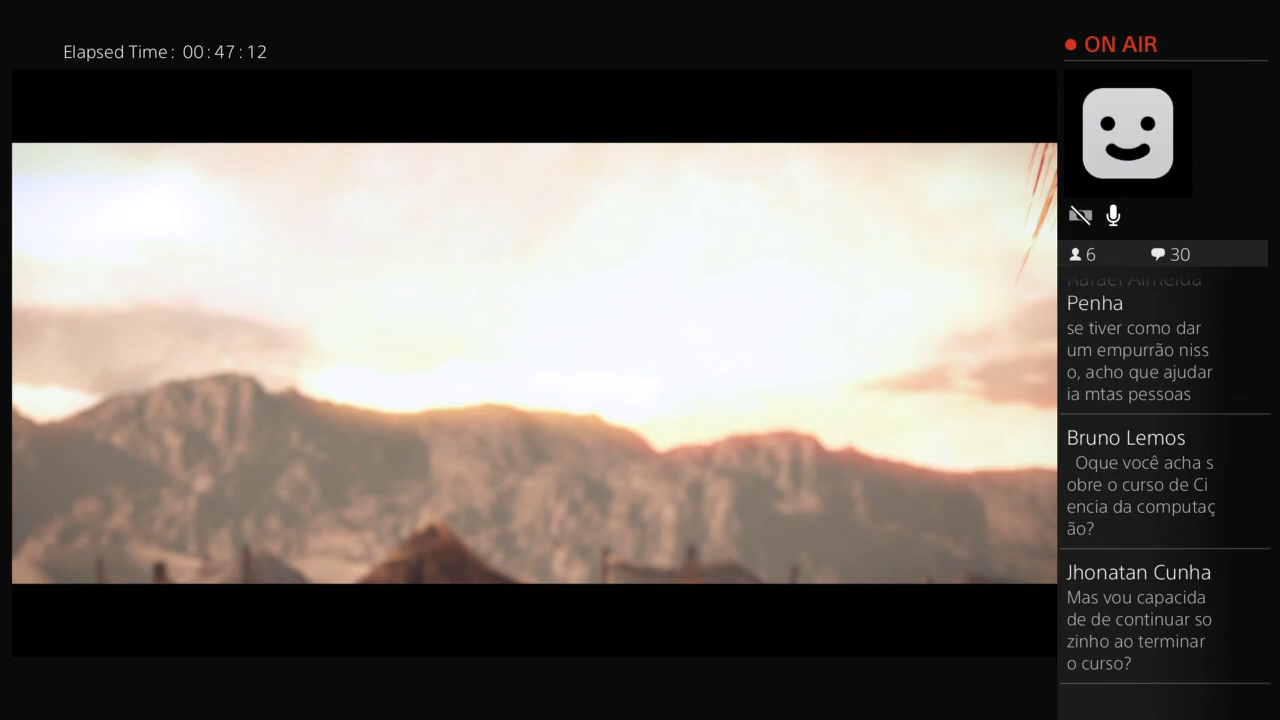 Elapsed Time: 00:47:12
ON AIR
6 30
Rafael Almeida
Penha
se tiver como dar
um empurrão niss
o, acho que ajudar
ia mtas pessoas
Bruno Lemos
Oque você acha s
obre o curso de Ci
encia da computaç
ão?
Jhonatan Cunha
Mas vou capacida
de de continuar so
zinho ao terminar
o curso?